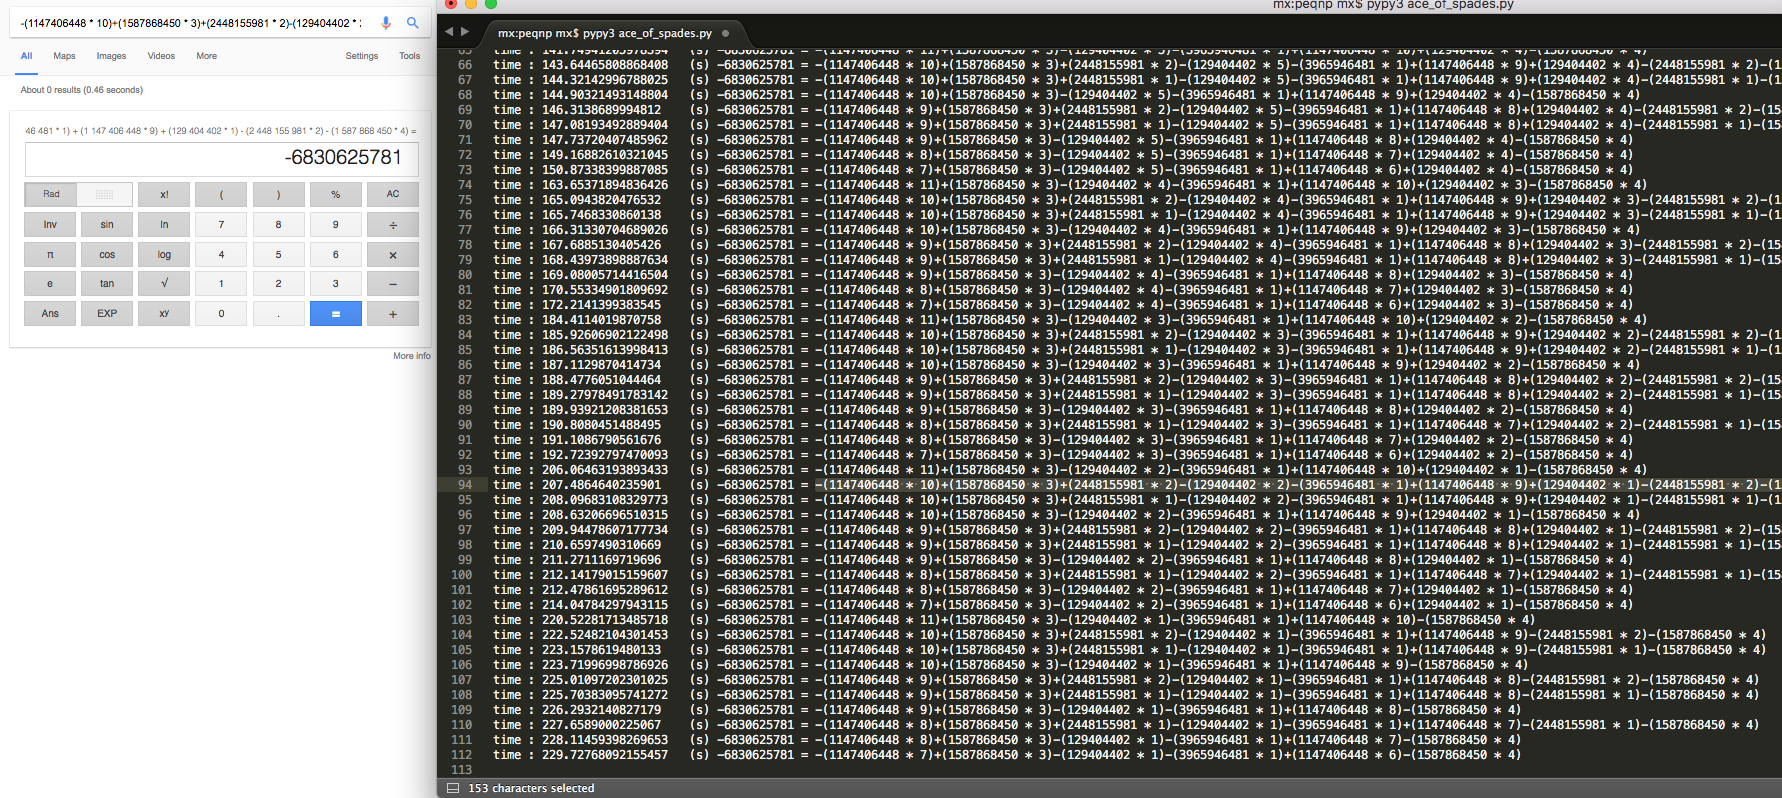 -(1147406448 * 10)+(1587868450 * 3)+(2448155981 * 2)-(129404402 *
All Maps Images Videos More Settings Tools
About 0 results (0.46 seconds)
46 481 * 1) + (1 147 406 448 * 9) + (129 404 402 * 1) - (2 448 155 981 * 2) - (1 587 868 450 * 4) =
-6830625781
Rad x! ( ) % AC
Inv sin ln 7 8 9 ÷
π cos log 4 5 6 ×
e tan √ 1 2 3 −
Ans EXP xʸ 0 . = +
More info
mx:peqnp mx$ pypy3 ace_of_spades.py
mx:peqnp mx$ pypy3 ace_of_spades.py
66 time : 143.64465808868408 (s) -6830625781 = -(1147406448 * 10)+(1587868450 * 3)+(2448155981 * 2)-(129404402 * 5)-(3965946481 * 1)+(1147406448 * 9)+(129404402 * 4)-(2448155981 * 2)-(1
67 time : 144.32142996788025 (s) -6830625781 = -(1147406448 * 10)+(1587868450 * 3)+(2448155981 * 1)-(129404402 * 5)-(3965946481 * 1)+(1147406448 * 9)+(129404402 * 4)-(2448155981 * 1)-(1
68 time : 144.90321493148804 (s) -6830625781 = -(1147406448 * 10)+(1587868450 * 3)-(129404402 * 5)-(3965946481 * 1)+(1147406448 * 9)+(129404402 * 4)-(1587868450 * 4)
69 time : 146.3138689994812 (s) -6830625781 = -(1147406448 * 9)+(1587868450 * 3)+(2448155981 * 2)-(129404402 * 5)-(3965946481 * 1)+(1147406448 * 8)+(129404402 * 4)-(2448155981 * 2)-(15
70 time : 147.08193492889404 (s) -6830625781 = -(1147406448 * 9)+(1587868450 * 3)+(2448155981 * 1)-(129404402 * 5)-(3965946481 * 1)+(1147406448 * 8)+(129404402 * 4)-(2448155981 * 1)-(15
71 time : 147.73720407485962 (s) -6830625781 = -(1147406448 * 9)+(1587868450 * 3)-(129404402 * 5)-(3965946481 * 1)+(1147406448 * 8)+(129404402 * 4)-(1587868450 * 4)
72 time : 149.16882610321045 (s) -6830625781 = -(1147406448 * 8)+(1587868450 * 3)-(129404402 * 5)-(3965946481 * 1)+(1147406448 * 7)+(129404402 * 4)-(1587868450 * 4)
73 time : 150.87338399887085 (s) -6830625781 = -(1147406448 * 7)+(1587868450 * 3)-(129404402 * 5)-(3965946481 * 1)+(1147406448 * 6)+(129404402 * 4)-(1587868450 * 4)
74 time : 163.65371894836426 (s) -6830625781 = -(1147406448 * 11)+(1587868450 * 3)-(129404402 * 4)-(3965946481 * 1)+(1147406448 * 10)+(129404402 * 3)-(1587868450 * 4)
75 time : 165.0943820476532 (s) -6830625781 = -(1147406448 * 10)+(1587868450 * 3)+(2448155981 * 2)-(129404402 * 4)-(3965946481 * 1)+(1147406448 * 9)+(129404402 * 3)-(2448155981 * 2)-(1
76 time : 165.7468330860138 (s) -6830625781 = -(1147406448 * 10)+(1587868450 * 3)+(2448155981 * 1)-(129404402 * 4)-(3965946481 * 1)+(1147406448 * 9)+(129404402 * 3)-(2448155981 * 1)-(1
77 time : 166.31330704689026 (s) -6830625781 = -(1147406448 * 10)+(1587868450 * 3)-(129404402 * 4)-(3965946481 * 1)+(1147406448 * 9)+(129404402 * 3)-(1587868450 * 4)
78 time : 167.6885130405426 (s) -6830625781 = -(1147406448 * 9)+(1587868450 * 3)+(2448155981 * 2)-(129404402 * 4)-(3965946481 * 1)+(1147406448 * 8)+(129404402 * 3)-(2448155981 * 2)-(15
79 time : 168.43973898887634 (s) -6830625781 = -(1147406448 * 9)+(1587868450 * 3)+(2448155981 * 1)-(129404402 * 4)-(3965946481 * 1)+(1147406448 * 8)+(129404402 * 3)-(2448155981 * 1)-(15
80 time : 169.08005714416504 (s) -6830625781 = -(1147406448 * 9)+(1587868450 * 3)-(129404402 * 4)-(3965946481 * 1)+(1147406448 * 8)+(129404402 * 3)-(1587868450 * 4)
81 time : 170.55334901809692 (s) -6830625781 = -(1147406448 * 8)+(1587868450 * 3)-(129404402 * 4)-(3965946481 * 1)+(1147406448 * 7)+(129404402 * 3)-(1587868450 * 4)
82 time : 172.2141399383545 (s) -6830625781 = -(1147406448 * 7)+(1587868450 * 3)-(129404402 * 4)-(3965946481 * 1)+(1147406448 * 6)+(129404402 * 3)-(1587868450 * 4)
83 time : 184.4114019870758 (s) -6830625781 = -(1147406448 * 11)+(1587868450 * 3)-(129404402 * 3)-(3965946481 * 1)+(1147406448 * 10)+(129404402 * 2)-(1587868450 * 4)
84 time : 185.92606902122498 (s) -6830625781 = -(1147406448 * 10)+(1587868450 * 3)+(2448155981 * 2)-(129404402 * 3)-(3965946481 * 1)+(1147406448 * 9)+(129404402 * 2)-(2448155981 * 2)-(1
85 time : 186.56351613998413 (s) -6830625781 = -(1147406448 * 10)+(1587868450 * 3)+(2448155981 * 1)-(129404402 * 3)-(3965946481 * 1)+(1147406448 * 9)+(129404402 * 2)-(2448155981 * 1)-(1
86 time : 187.1129870414734 (s) -6830625781 = -(1147406448 * 10)+(1587868450 * 3)-(129404402 * 3)-(3965946481 * 1)+(1147406448 * 9)+(129404402 * 2)-(1587868450 * 4)
87 time : 188.4776051044464 (s) -6830625781 = -(1147406448 * 9)+(1587868450 * 3)+(2448155981 * 2)-(129404402 * 3)-(3965946481 * 1)+(1147406448 * 8)+(129404402 * 2)-(2448155981 * 2)-(15
88 time : 189.27978491783142 (s) -6830625781 = -(1147406448 * 9)+(1587868450 * 3)+(2448155981 * 1)-(129404402 * 3)-(3965946481 * 1)+(1147406448 * 8)+(129404402 * 2)-(2448155981 * 1)-(15
89 time : 189.93921208381653 (s) -6830625781 = -(1147406448 * 9)+(1587868450 * 3)-(129404402 * 3)-(3965946481 * 1)+(1147406448 * 8)+(129404402 * 2)-(1587868450 * 4)
90 time : 190.8080451488495 (s) -6830625781 = -(1147406448 * 8)+(1587868450 * 3)+(2448155981 * 1)-(129404402 * 3)-(3965946481 * 1)+(1147406448 * 7)+(129404402 * 2)-(2448155981 * 1)-(15
91 time : 191.1086790561676 (s) -6830625781 = -(1147406448 * 8)+(1587868450 * 3)-(129404402 * 3)-(3965946481 * 1)+(1147406448 * 7)+(129404402 * 2)-(1587868450 * 4)
92 time : 192.72392797470093 (s) -6830625781 = -(1147406448 * 7)+(1587868450 * 3)-(129404402 * 3)-(3965946481 * 1)+(1147406448 * 6)+(129404402 * 2)-(1587868450 * 4)
93 time : 206.06463193893433 (s) -6830625781 = -(1147406448 * 11)+(1587868450 * 3)-(129404402 * 2)-(3965946481 * 1)+(1147406448 * 10)+(129404402 * 1)-(1587868450 * 4)
94 time : 207.4864640235901 (s) -6830625781 = -(1147406448 * 10)+(1587868450 * 3)+(2448155981 * 2)-(129404402 * 2)-(3965946481 * 1)+(1147406448 * 9)+(129404402 * 1)-(2448155981 * 2)-(1
95 time : 208.09683108329773 (s) -6830625781 = -(1147406448 * 10)+(1587868450 * 3)+(2448155981 * 1)-(129404402 * 2)-(3965946481 * 1)+(1147406448 * 9)+(129404402 * 1)-(2448155981 * 1)-(1
96 time : 208.63206696510315 (s) -6830625781 = -(1147406448 * 10)+(1587868450 * 3)-(129404402 * 2)-(3965946481 * 1)+(1147406448 * 9)+(129404402 * 1)-(1587868450 * 4)
97 time : 209.94478607177734 (s) -6830625781 = -(1147406448 * 9)+(1587868450 * 3)+(2448155981 * 2)-(129404402 * 2)-(3965946481 * 1)+(1147406448 * 8)+(129404402 * 1)-(2448155981 * 2)-(15
98 time : 210.6597490310669 (s) -6830625781 = -(1147406448 * 9)+(1587868450 * 3)+(2448155981 * 1)-(129404402 * 2)-(3965946481 * 1)+(1147406448 * 8)+(129404402 * 1)-(2448155981 * 1)-(15
99 time : 211.2711169719696 (s) -6830625781 = -(1147406448 * 9)+(1587868450 * 3)-(129404402 * 2)-(3965946481 * 1)+(1147406448 * 8)+(129404402 * 1)-(1587868450 * 4)
100 time : 212.14179015159607 (s) -6830625781 = -(1147406448 * 8)+(1587868450 * 3)+(2448155981 * 1)-(129404402 * 2)-(3965946481 * 1)+(1147406448 * 7)+(129404402 * 1)-(2448155981 * 1)-(15
101 time : 212.47861695289612 (s) -6830625781 = -(1147406448 * 8)+(1587868450 * 3)-(129404402 * 2)-(3965946481 * 1)+(1147406448 * 7)+(129404402 * 1)-(1587868450 * 4)
102 time : 214.04784297943115 (s) -6830625781 = -(1147406448 * 7)+(1587868450 * 3)-(129404402 * 2)-(3965946481 * 1)+(1147406448 * 6)+(129404402 * 1)-(1587868450 * 4)
103 time : 220.52281713485718 (s) -6830625781 = -(1147406448 * 11)+(1587868450 * 3)-(129404402 * 1)-(3965946481 * 1)+(1147406448 * 10)-(1587868450 * 4)
104 time : 222.52482104301453 (s) -6830625781 = -(1147406448 * 10)+(1587868450 * 3)+(2448155981 * 2)-(129404402 * 1)-(3965946481 * 1)+(1147406448 * 9)-(2448155981 * 2)-(1587868450 * 4)
105 time : 223.1578619480133 (s) -6830625781 = -(1147406448 * 10)+(1587868450 * 3)+(2448155981 * 1)-(129404402 * 1)-(3965946481 * 1)+(1147406448 * 9)-(2448155981 * 1)-(1587868450 * 4)
106 time : 223.71996998786926 (s) -6830625781 = -(1147406448 * 10)+(1587868450 * 3)-(129404402 * 1)-(3965946481 * 1)+(1147406448 * 9)-(1587868450 * 4)
107 time : 225.01097202301025 (s) -6830625781 = -(1147406448 * 9)+(1587868450 * 3)+(2448155981 * 2)-(129404402 * 1)-(3965946481 * 1)+(1147406448 * 8)-(2448155981 * 2)-(1587868450 * 4)
108 time : 225.70383095741272 (s) -6830625781 = -(1147406448 * 9)+(1587868450 * 3)+(2448155981 * 1)-(129404402 * 1)-(3965946481 * 1)+(1147406448 * 8)-(2448155981 * 1)-(1587868450 * 4)
109 time : 226.2932140827179 (s) -6830625781 = -(1147406448 * 9)+(1587868450 * 3)-(129404402 * 1)-(3965946481 * 1)+(1147406448 * 8)-(1587868450 * 4)
110 time : 227.6589000225067 (s) -6830625781 = -(1147406448 * 8)+(1587868450 * 3)+(2448155981 * 1)-(129404402 * 1)-(3965946481 * 1)+(1147406448 * 7)-(2448155981 * 1)-(1587868450 * 4)
111 time : 228.11459398269653 (s) -6830625781 = -(1147406448 * 8)+(1587868450 * 3)-(129404402 * 1)-(3965946481 * 1)+(1147406448 * 7)-(1587868450 * 4)
112 time : 229.72768092155457 (s) -6830625781 = -(1147406448 * 7)+(1587868450 * 3)-(129404402 * 1)-(3965946481 * 1)+(1147406448 * 6)-(1587868450 * 4)
113
153 characters selected